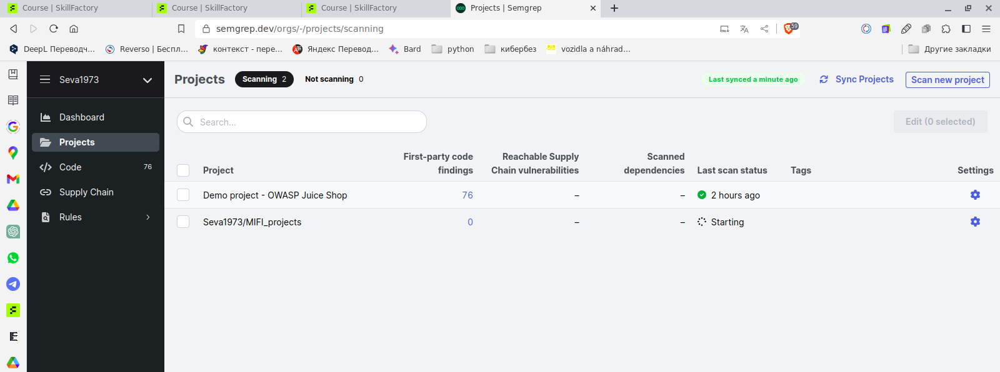 Course | SkillFactory
Course | SkillFactory
Course | SkillFactory
Projects | Semgrep
semgrep.dev/orgs/-/projects/scanning
59
DeepL Переводч...
Reverso | Беспл...
контекст - пере...
Яндекс Перевод...
Bard
python
кибербез
vozidla a náhrad...
Другие закладки
Seva1973
Projects
Scanning 2
Not scanning 0
Last synced a minute ago
Sync Projects
Scan new project
Dashboard
Projects
Code 76
Supply Chain
Rules
Search...
Edit (0 selected)
Project
First-party code
findings
Reachable Supply
Chain vulnerabilities
Scanned
dependencies
Last scan status
Tags
Settings
Demo project - OWASP Juice Shop 76 – – 2 hours ago
Seva1973/MIFI_projects 0 – – Starting